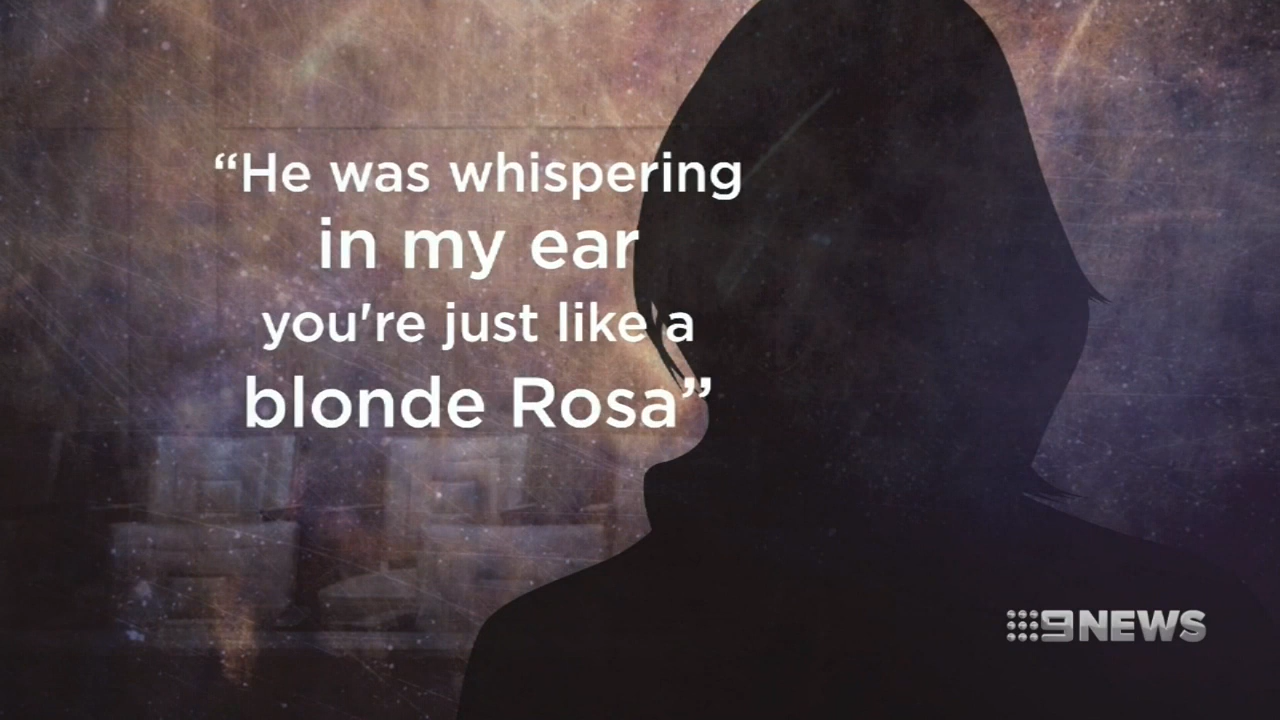 “He was whispering
in my ear
you're just like a
blonde Rosa”
9NEWS